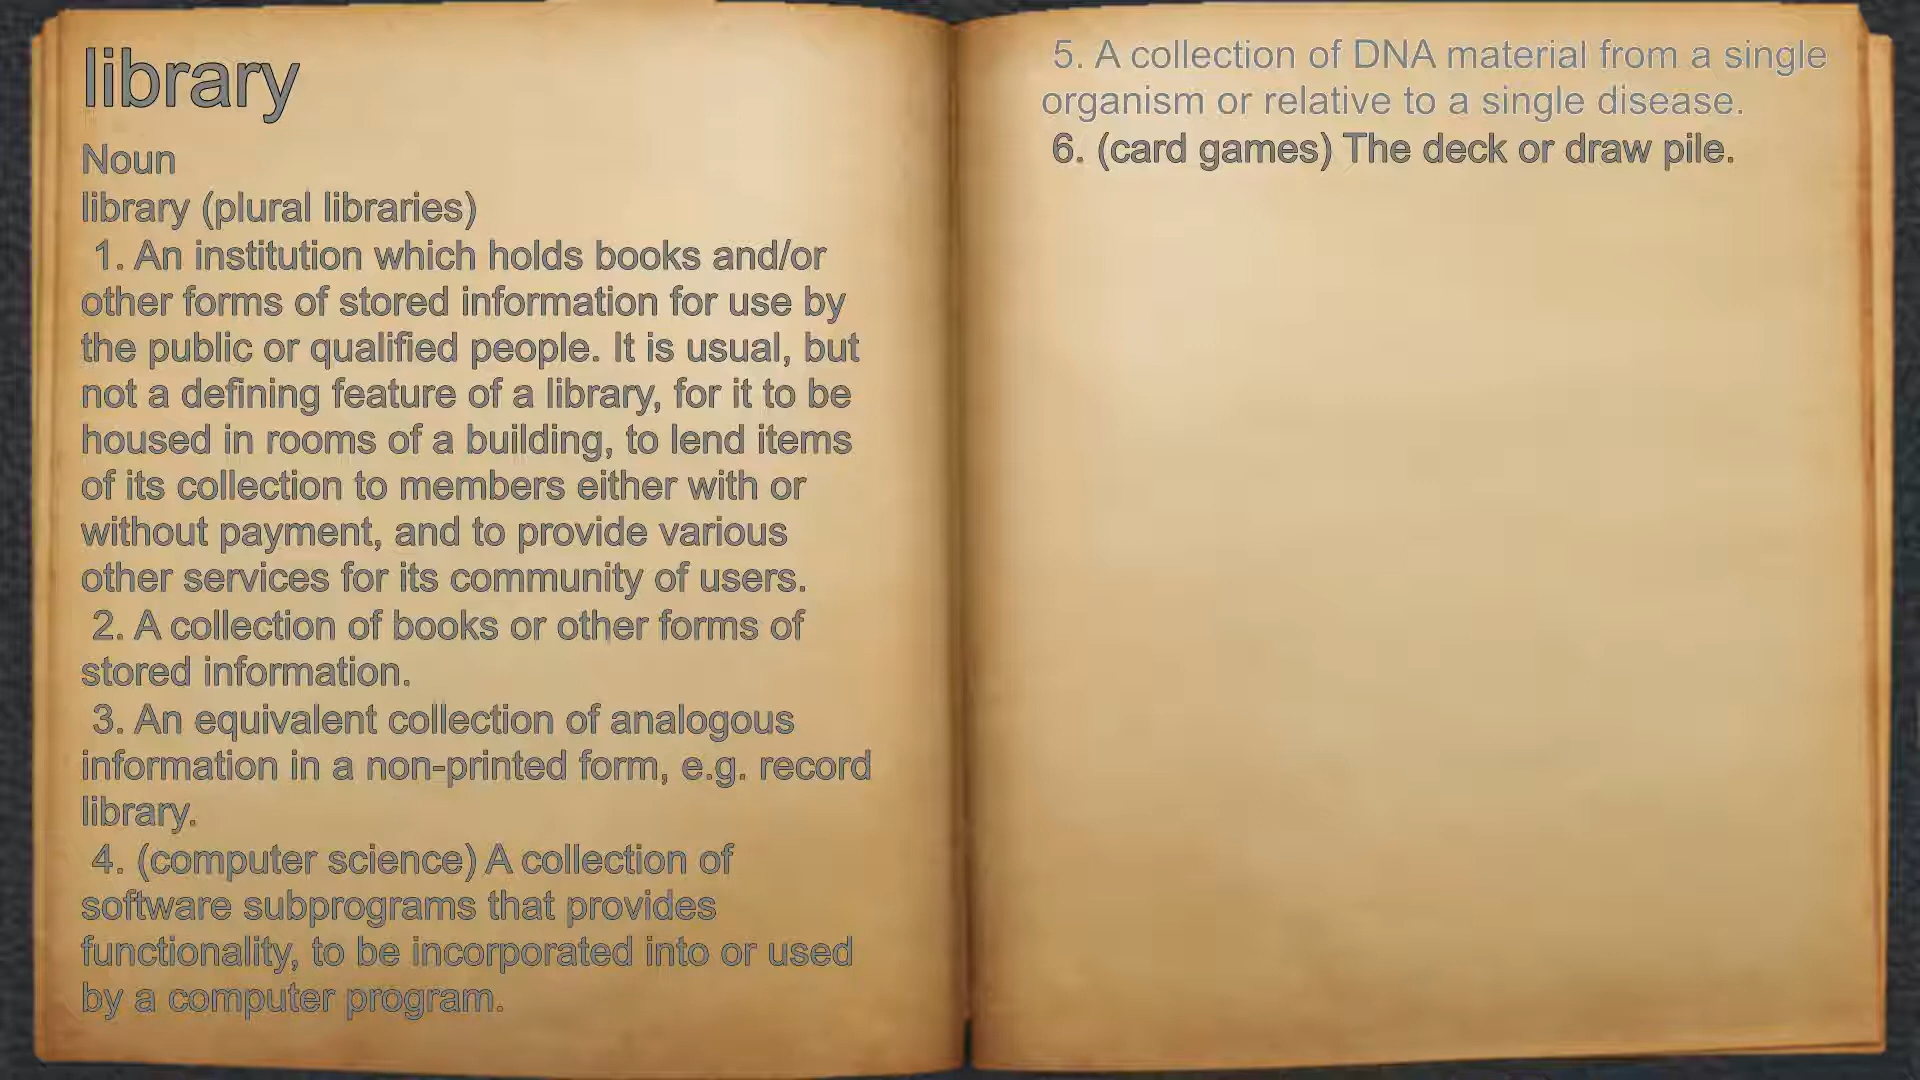 library
Noun
library (plural libraries)
1. An institution which holds books and/or
other forms of stored information for use by
the public or qualified people. It is usual, but
not a defining feature of a library, for it to be
housed in rooms of a building, to lend items
of its collection to members either with or
without payment, and to provide various
other services for its community of users.
2. A collection of books or other forms of
stored information.
3. An equivalent collection of analogous
information in a non-printed form, e.g. record
library.
4. (computer science) A collection of
software subprograms that provides
functionality, to be incorporated into or used
by a computer program.
5. A collection of DNA material from a single
organism or relative to a single disease.
6. (card games) The deck or draw pile.